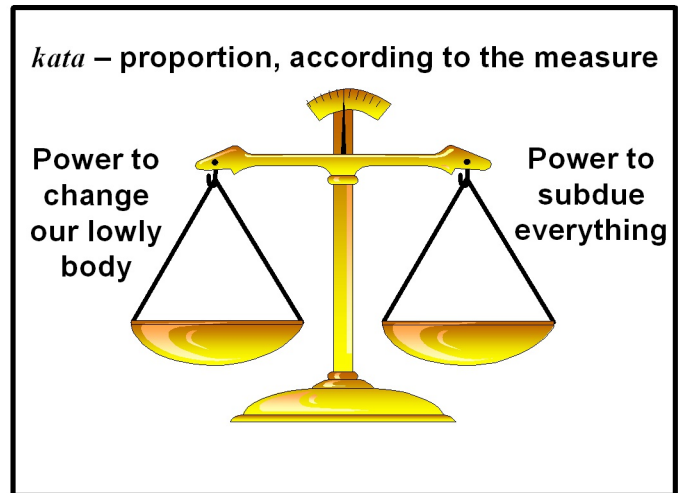 kata – proportion, according to the measure
Power to
change
our lowly
body
Power to
subdue
everything